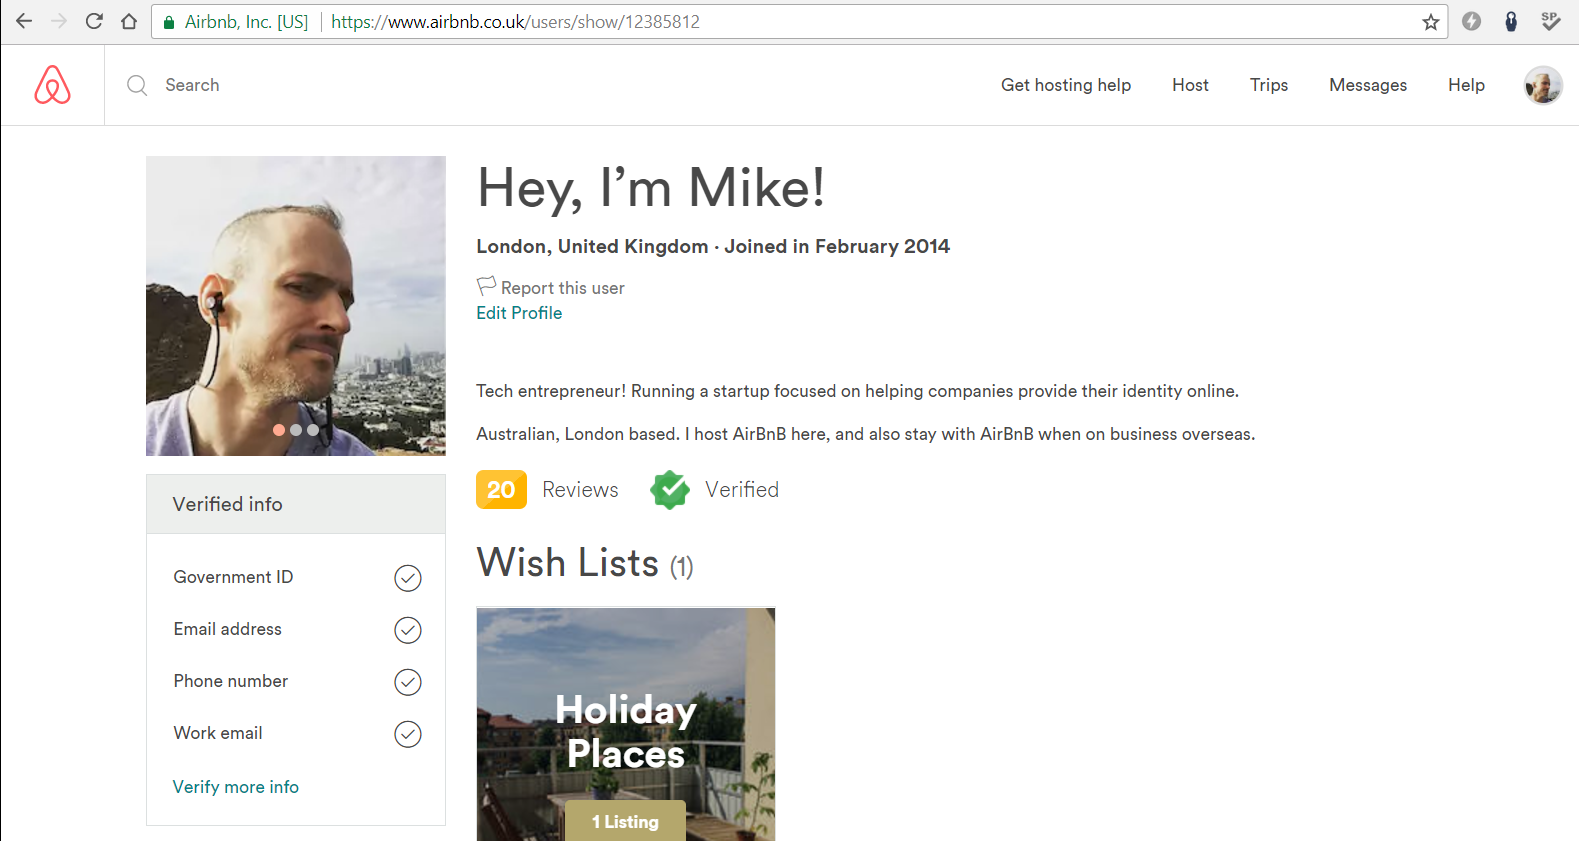 Airbnb, Inc. [US] https://www.airbnb.co.uk/users/show/12385812
SP
Search
Get hosting help Host Trips Messages Help
Hey, I’m Mike!
London, United Kingdom · Joined in February 2014
Report this user
Edit Profile
Tech entrepreneur! Running a startup focused on helping companies provide their identity online.
Australian, London based. I host AirBnB here, and also stay with AirBnB when on business overseas.
20 Reviews Verified
Verified info
Government ID
Email address
Phone number
Work email
Verify more info
Wish Lists (1)
Holiday
Places
1 Listing